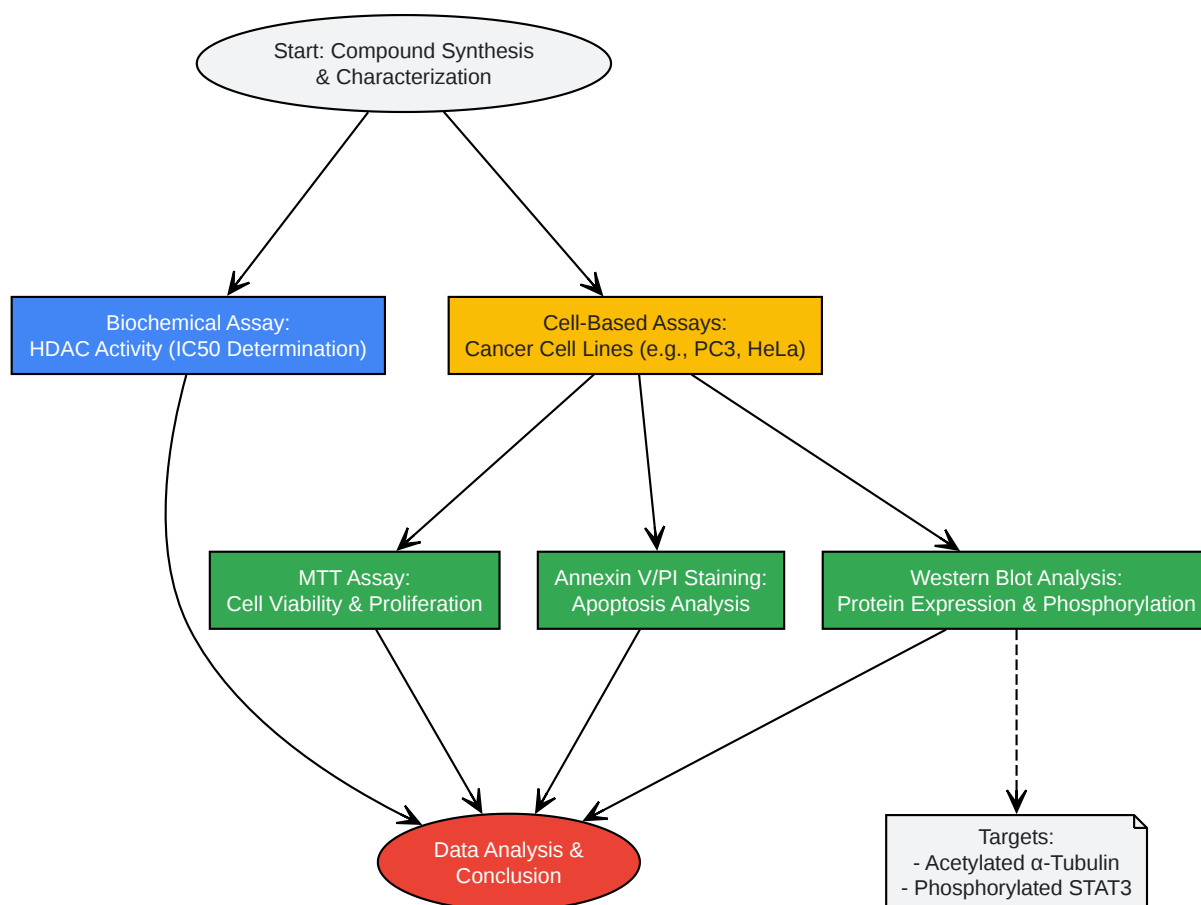 Start: Compound Synthesis
& Characterization
Biochemical Assay:
HDAC Activity (IC50 Determination)
Cell-Based Assays:
Cancer Cell Lines (e.g., PC3, HeLa)
MTT Assay:
Cell Viability & Proliferation
Annexin V/PI Staining:
Apoptosis Analysis
Western Blot Analysis:
Protein Expression & Phosphorylation
Data Analysis &
Conclusion
Targets:
- Acetylated α-Tubulin
- Phosphorylated STAT3